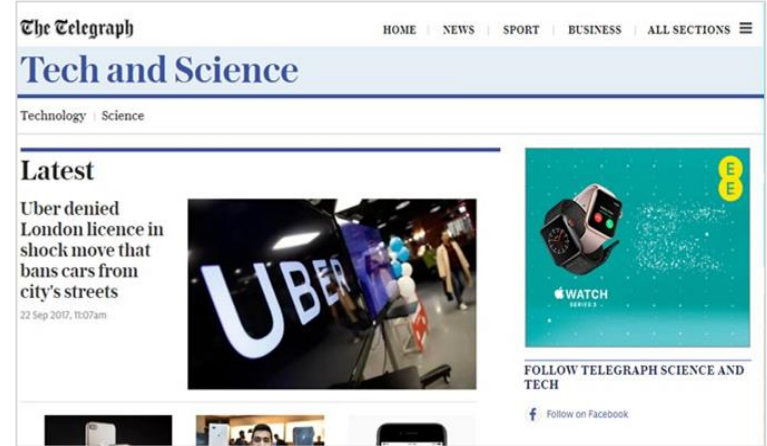 The Telegraph
HOME NEWS SPORT BUSINESS ALL SECTIONS
Tech and Science
Technology Science
Latest
Uber denied
London licence in
shock move that
bans cars from
city's streets
22 Sep 2017, 11:07am
UBER
EE
WATCH
SERIES 3
FOLLOW TELEGRAPH SCIENCE AND
TECH
f Follow on Facebook